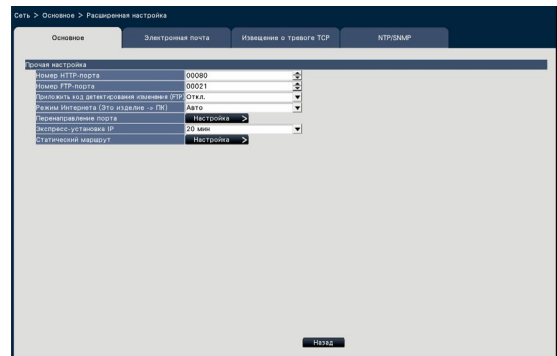 Сеть > Основное > Расширенная настройка
Основное
Электронная почта
Извещение о тревоге TCP
NTP/SNMP
Прочая настройка
Номер HTTP-порта 00080
Номер FTP-порта 00021
Приложить код детектирования изменения (FTP) Откл.
Режим Интернета (Это изделие -> ПК) Авто
Перенаправление порта Настройка >
Экспресс-установка IP 20 мин
Статический маршрут Настройка >
Назад